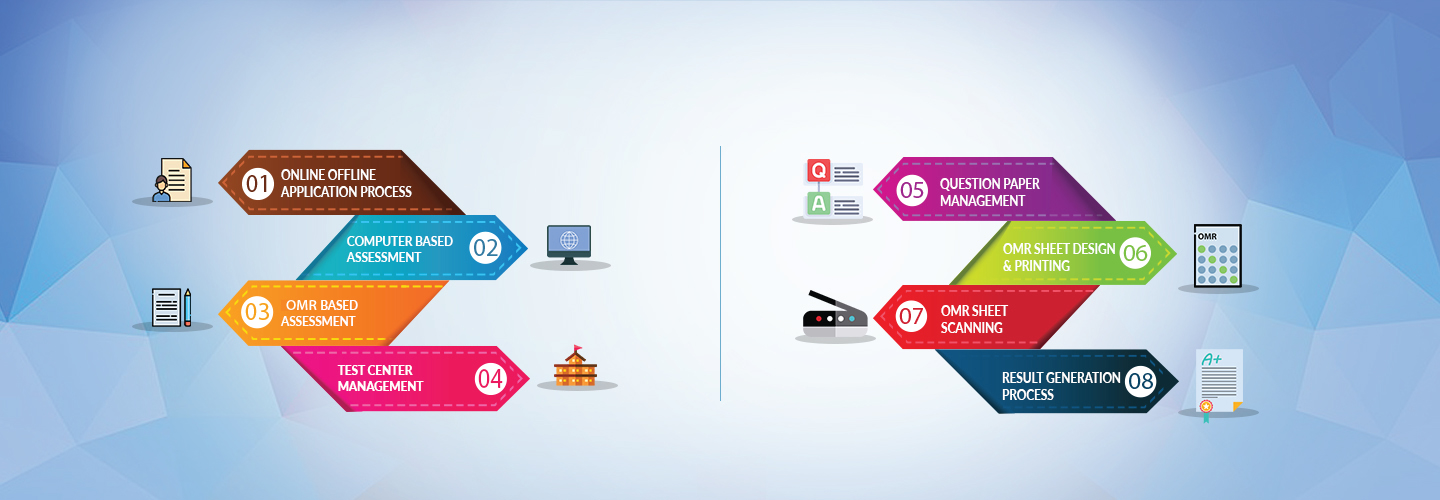 01
ONLINE OFFLINE
APPLICATION PROCESS
COMPUTER BASED
ASSESSMENT
02
03
OMR BASED
ASSESSMENT
TEST CENTER
MANAGEMENT
04
Q
A
05
QUESTION PAPER
MANAGEMENT
OMR SHEET DESIGN
& PRINTING
06
OMR
07
OMR SHEET
SCANNING
RESULT GENERATION
PROCESS
08
A+